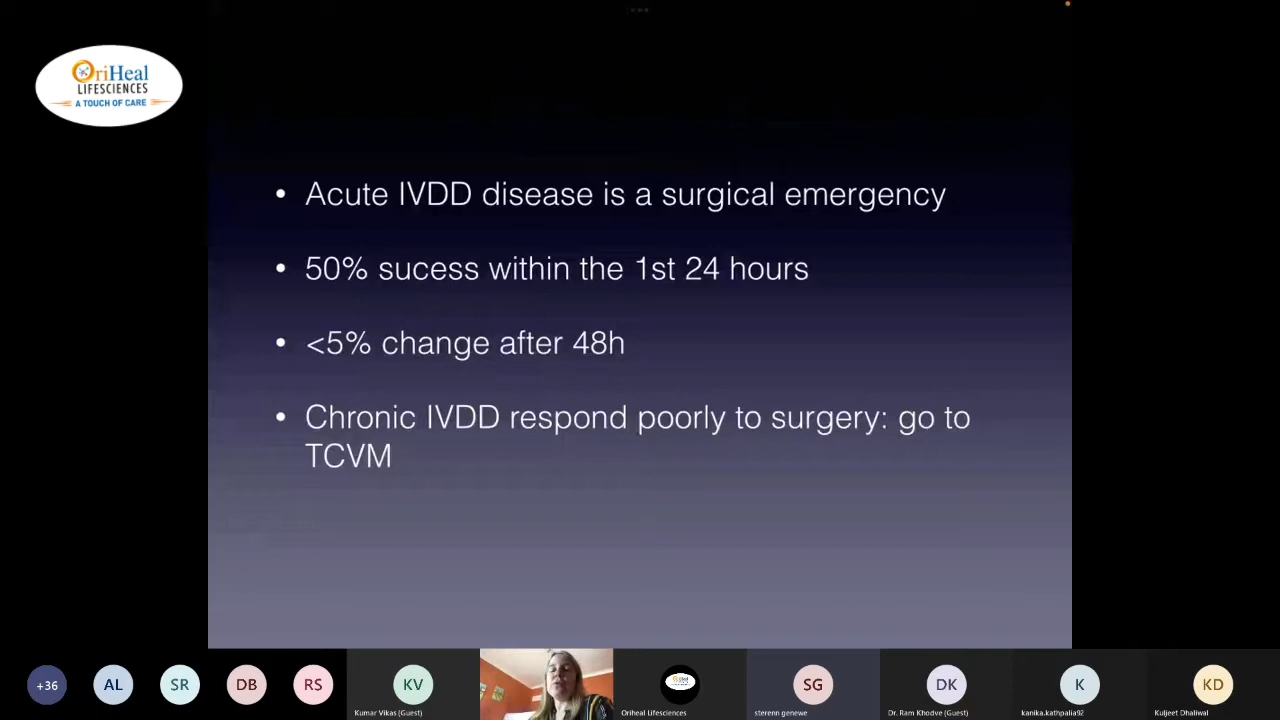 OriHeal
LIFESCIENCES
A TOUCH OF CARE
• Acute IVDD disease is a surgical emergency
• 50% sucess within the 1st 24 hours
• <5% change after 48h
• Chronic IVDD respond poorly to surgery: go to
TCVM
+36
AL
SR
DB
RS
KV
SG
DK
K
KD
Kumar Vikas (Guest)
Oriheal Lifesciences
sterenn genewe
Dr. Ram Khodve (Guest)
kanika.kathpalia92
Kuljeet Dhaliwal